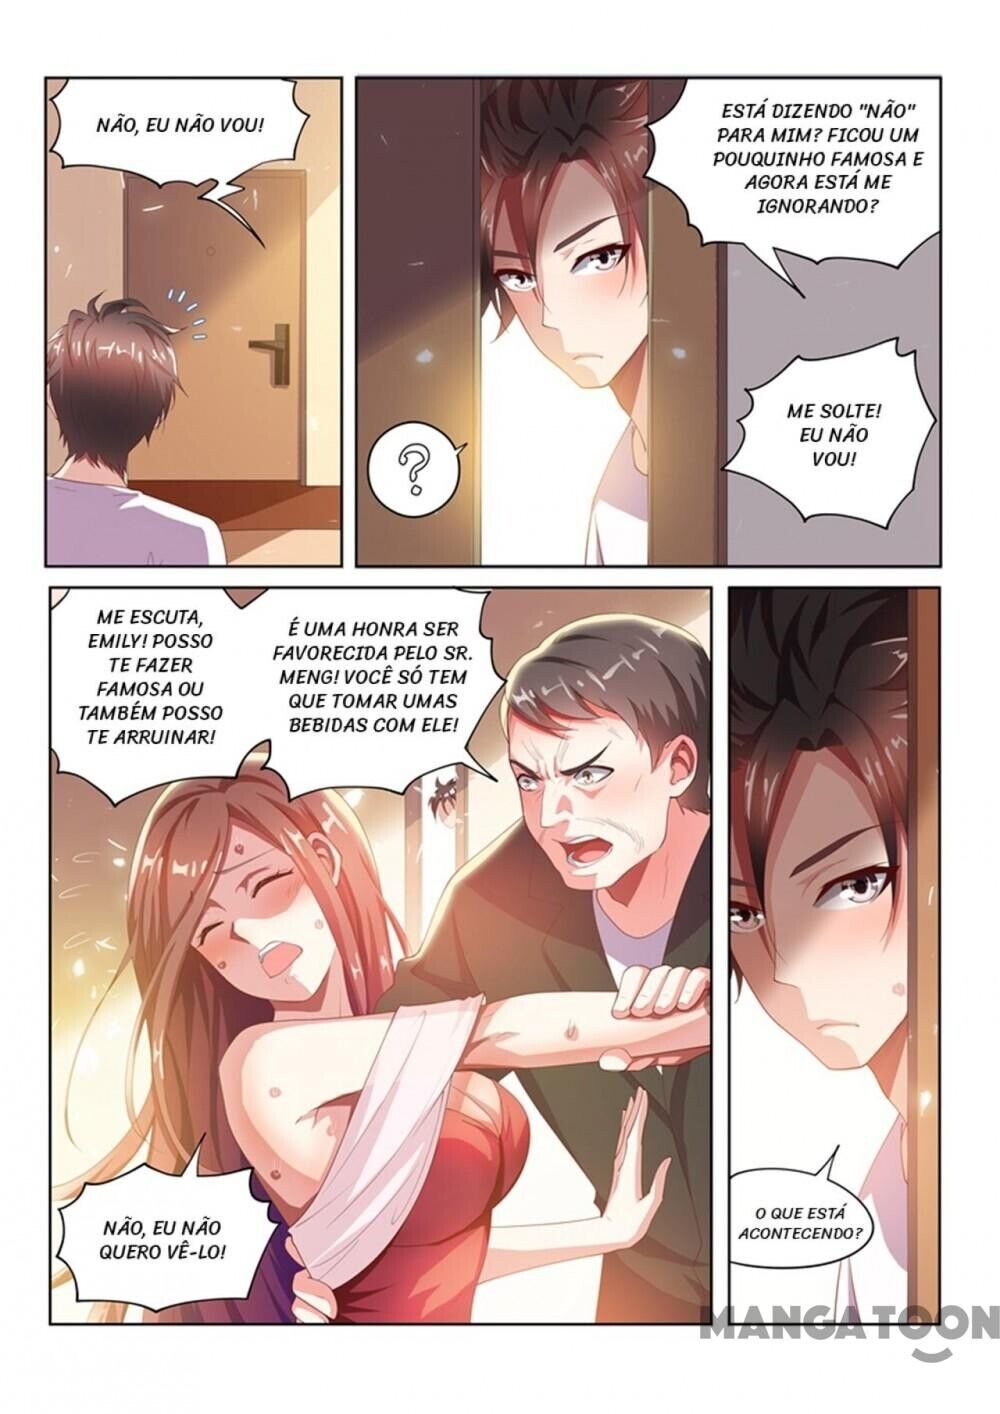 NÃO, EU NÃO VOU!
ESTÁ DIZENDO "NÃO"
PARA MIM? FICOU UM
POUQUINHO FAMOSA E
AGORA ESTÁ ME
IGNORANDO?
ME SOLTE!
EU NÃO
VOU!
?
ME ESCUTA,
EMILY! POSSO
TE FAZER
FAMOSA OU
TAMBÉM POSSO
TE ARRUINAR!
É UMA HONRA SER
FAVORECIDA PELO SR.
MENG! VOCÊ SÓ TEM
QUE TOMAR UMAS
BEBIDAS COM ELE!
NÃO, EU NÃO
QUERO VÊ-LO!
O QUE ESTÁ
ACONTECENDO?
MANGATOON